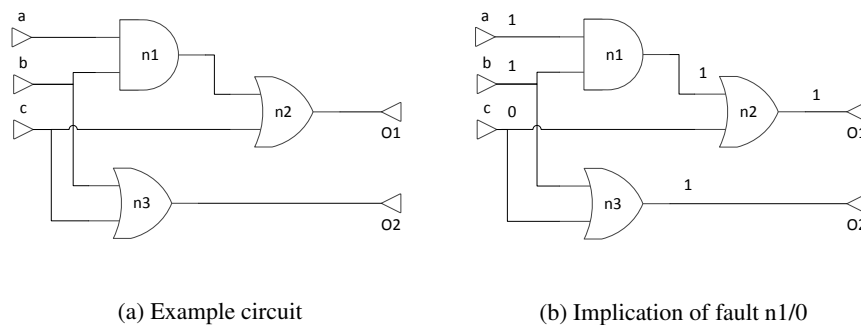 a
n1
b
c
n2
O1
n3
O2
a 1
n1
b 1
1
c 0
n2
1
O1
1
n3
O2
(a) Example circuit
(b) Implication of fault n1/0